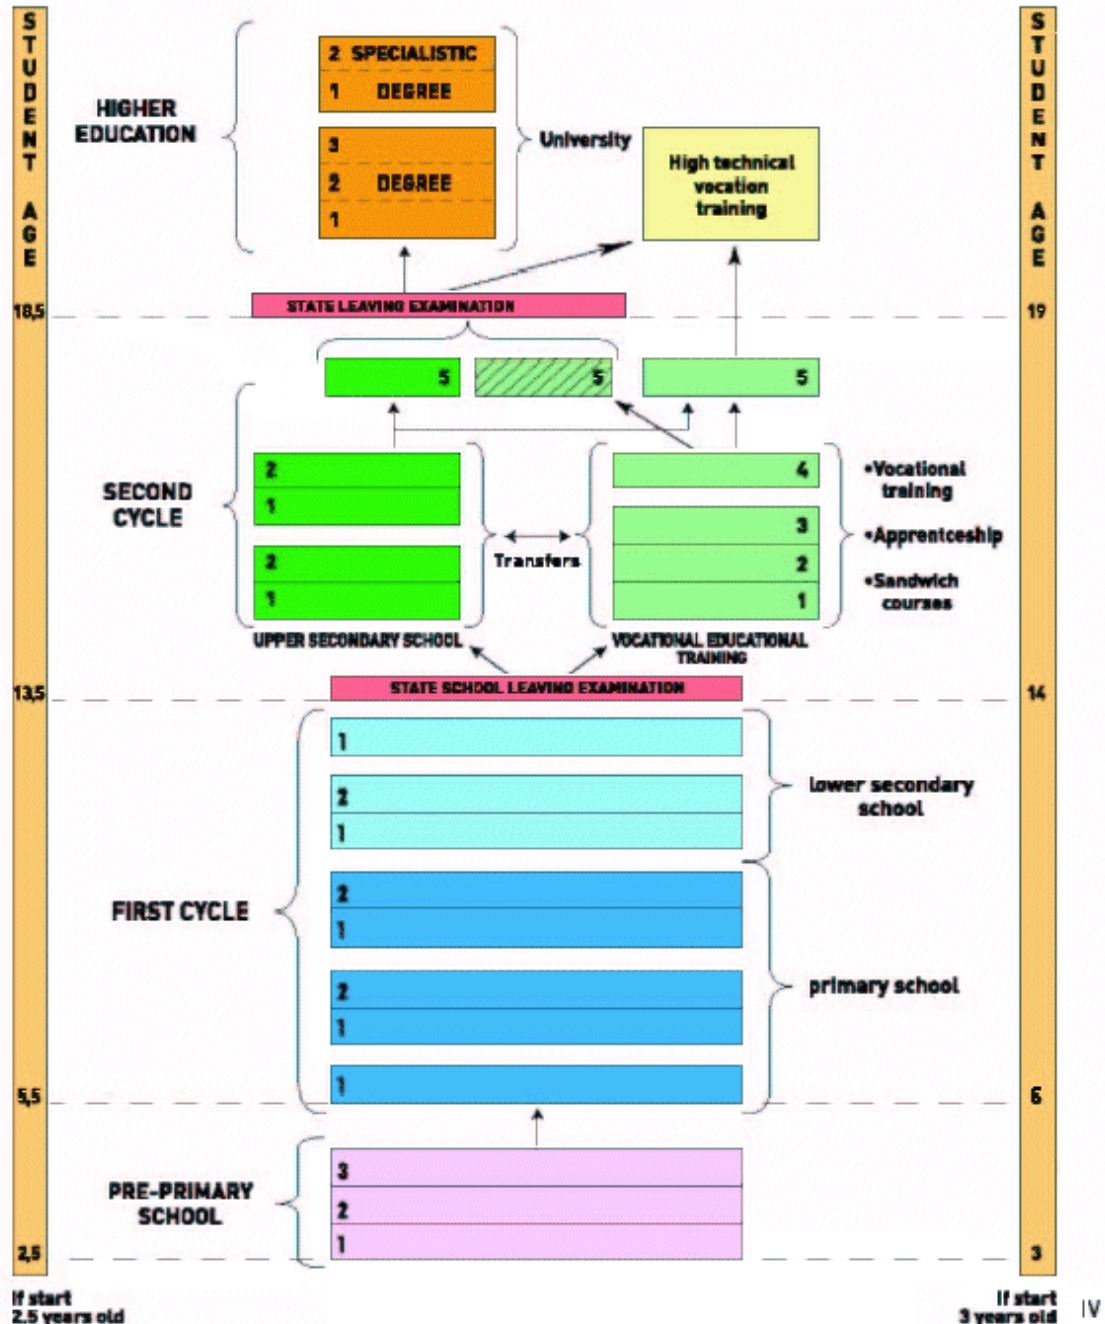 STUDENT AGE
STUDENT AGE
HIGHER
EDUCATION
2 SPECIALISTIC
1 DEGREE
3
2 DEGREE
1
University
High technical
vocation
training
18,5
STATE LEAVING EXAMINATION
19
5
5
5
SECOND
CYCLE
2
1
2
1
Transfers
4
3
2
1
•Vocational
training
•Apprentceship
•Sandwich
courses
UPPER SECONDARY SCHOOL
VOCATIONAL EDUCATIONAL
TRAINING
13,5
STATE SCHOOL LEAVING EXAMINATION
14
1
2
1
lower secondary
school
FIRST CYCLE
2
1
2
1
1
primary school
5,5
6
PRE-PRIMARY
SCHOOL
3
2
1
2,5
3
If start
2.5 years old
If start
3 years old
IV